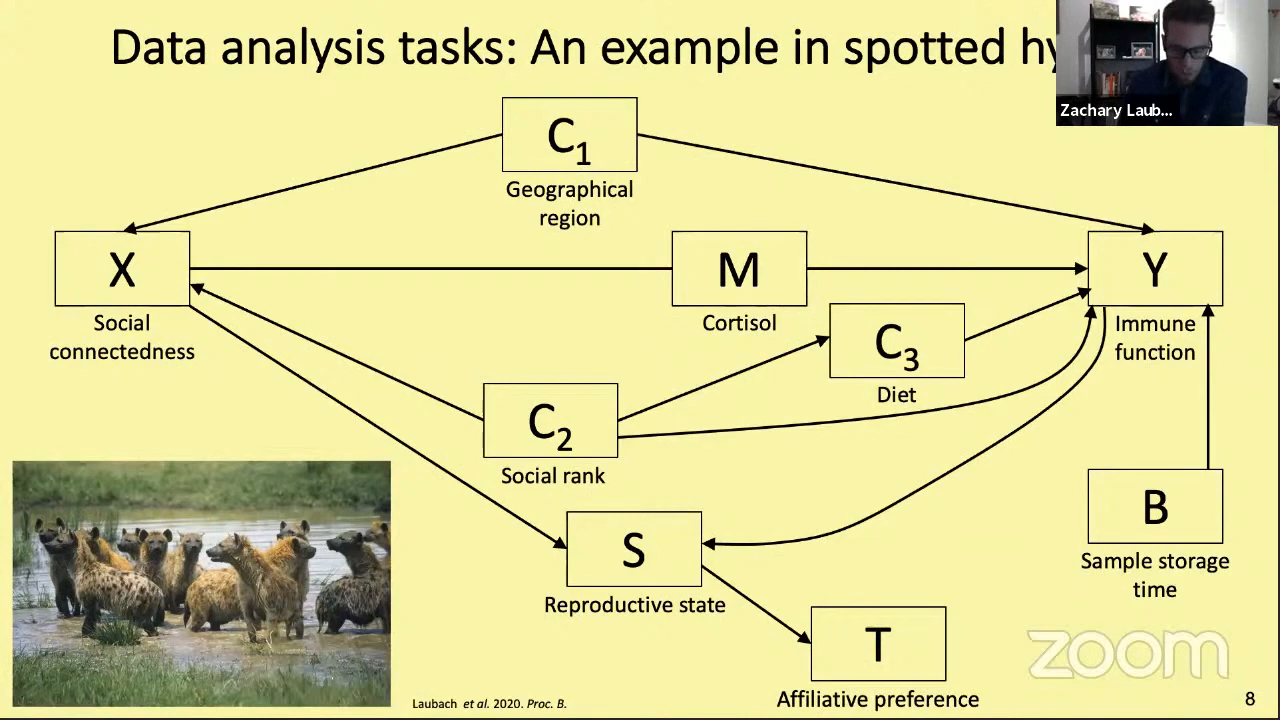 Data analysis tasks: An example in spotted hy
Zachary Laub...
C1
Geographical
region
X
Social
connectedness
M
Cortisol
Y
Immune
function
C3
Diet
C2
Social rank
S
Reproductive state
B
Sample storage
time
T
Affiliative preference
zoom
Laubach et al. 2020. Proc. B.
8